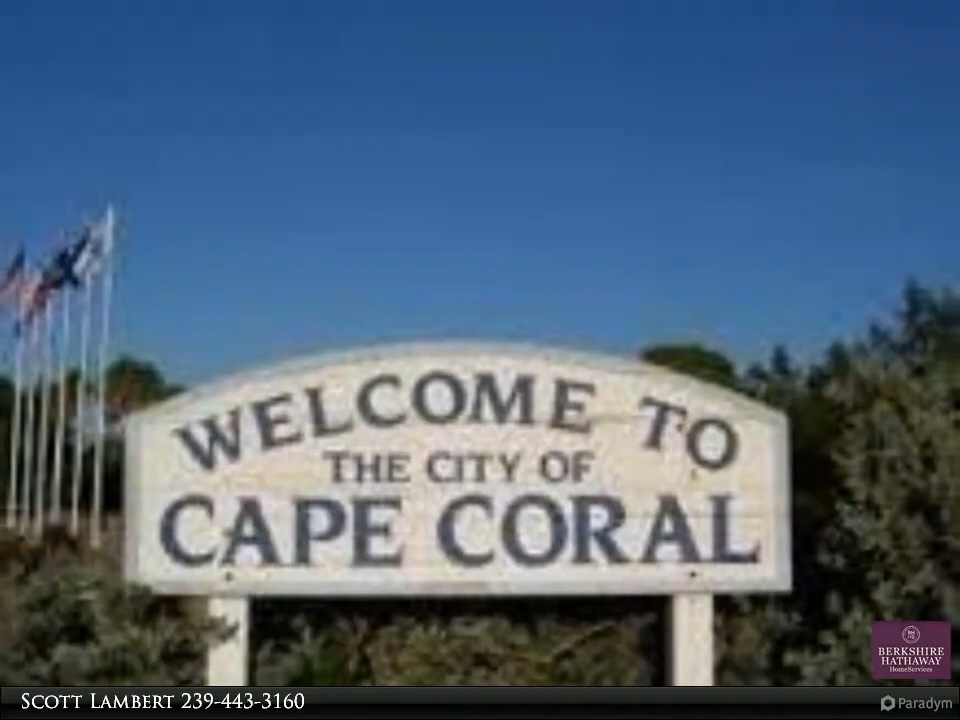 WELCOME TO
THE CITY OF
CAPE CORAL
BERKSHIRE
HATHAWAY
HomeServices
SCOTT LAMBERT 239-443-3160
Paradym